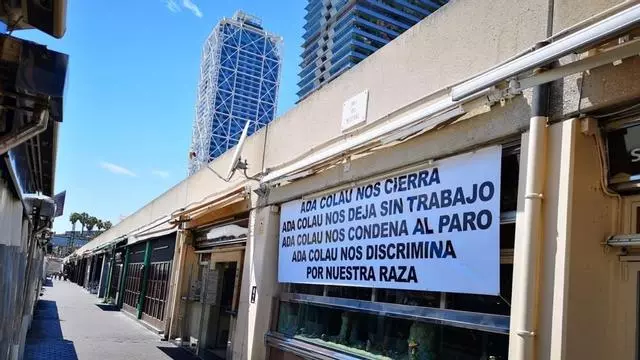 ADA COLAU NOS CIERRA
ADA COLAU NOS DEJA SIN TRABAJO
ADA COLAU NOS CONDENA AL PARO
ADA COLAU NOS DISCRIMINA
POR NUESTRA RAZA